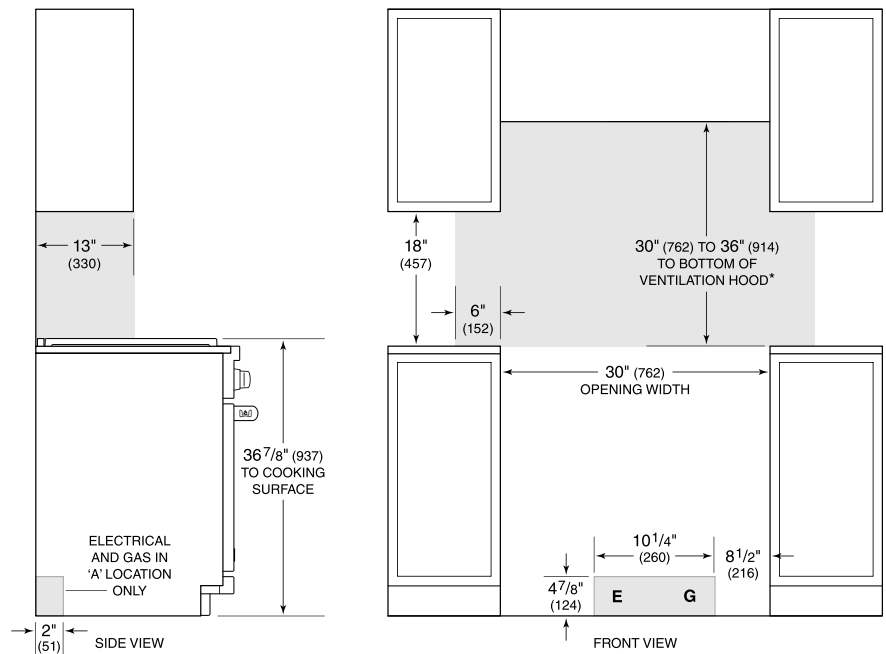 13"
(330)
36 7/8" (937)
TO COOKING
SURFACE
ELECTRICAL
AND GAS IN
‘A’ LOCATION
ONLY
2"
(51)
SIDE VIEW
18"
(457)
30" (762) TO 36" (914)
TO BOTTOM OF
VENTILATION HOOD*
6"
(152)
30" (762)
OPENING WIDTH
10 1/4"
(260)
8 1/2"
(216)
4 7/8"
(124)
E
G
FRONT VIEW